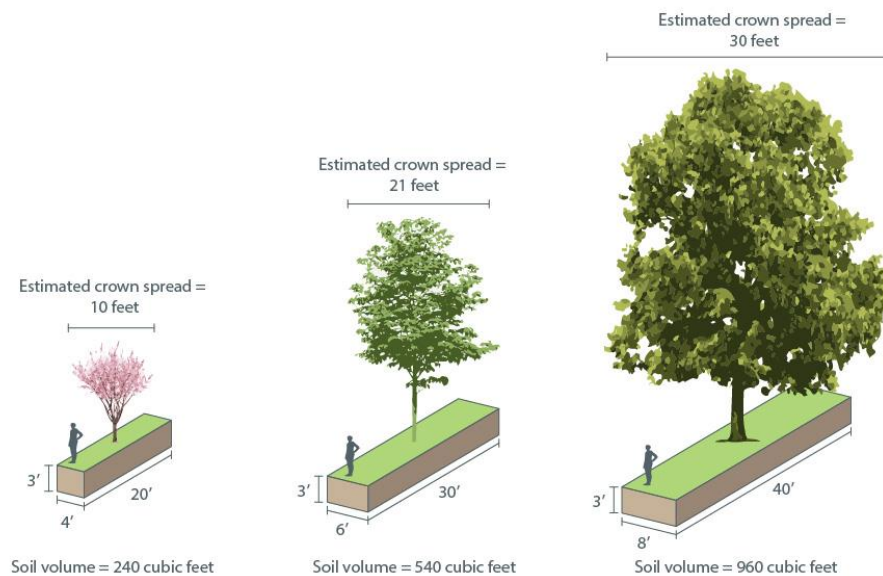 Estimated crown spread =
10 feet
3’
4’
20’
Soil volume = 240 cubic feet
Estimated crown spread =
21 feet
3’
6’
30’
Soil volume = 540 cubic feet
Estimated crown spread =
30 feet
3’
8’
40’
Soil volume = 960 cubic feet